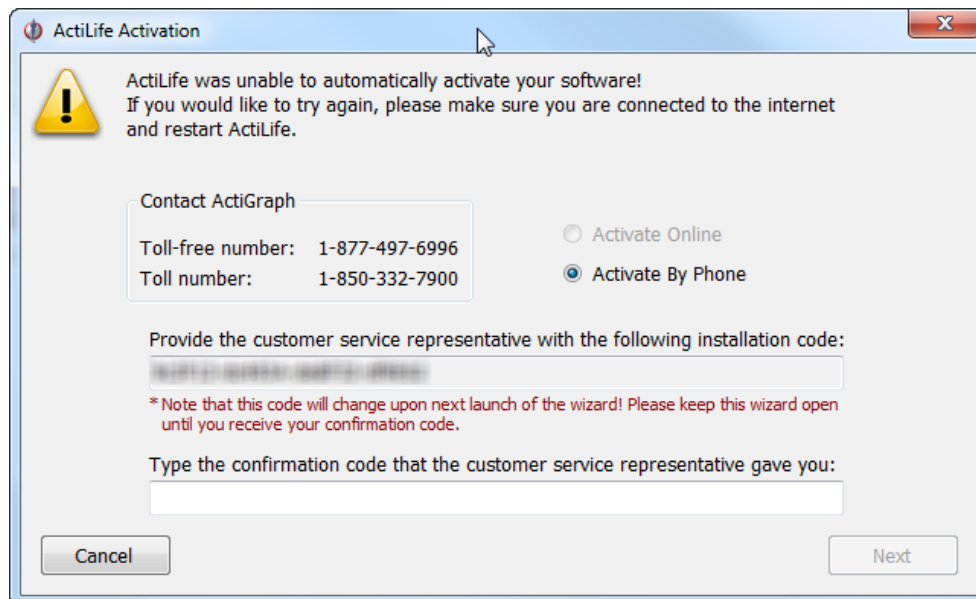 ActiLife Activation
ActiLife was unable to automatically activate your software!
If you would like to try again, please make sure you are connected to the internet
and restart ActiLife.
Contact ActiGraph
Toll-free number: 1-877-497-6996
Toll number: 1-850-332-7900
Activate Online
Activate By Phone
Provide the customer service representative with the following installation code:
* Note that this code will change upon next launch of the wizard! Please keep this wizard open
until you receive your confirmation code.
Type the confirmation code that the customer service representative gave you:
Cancel
Next